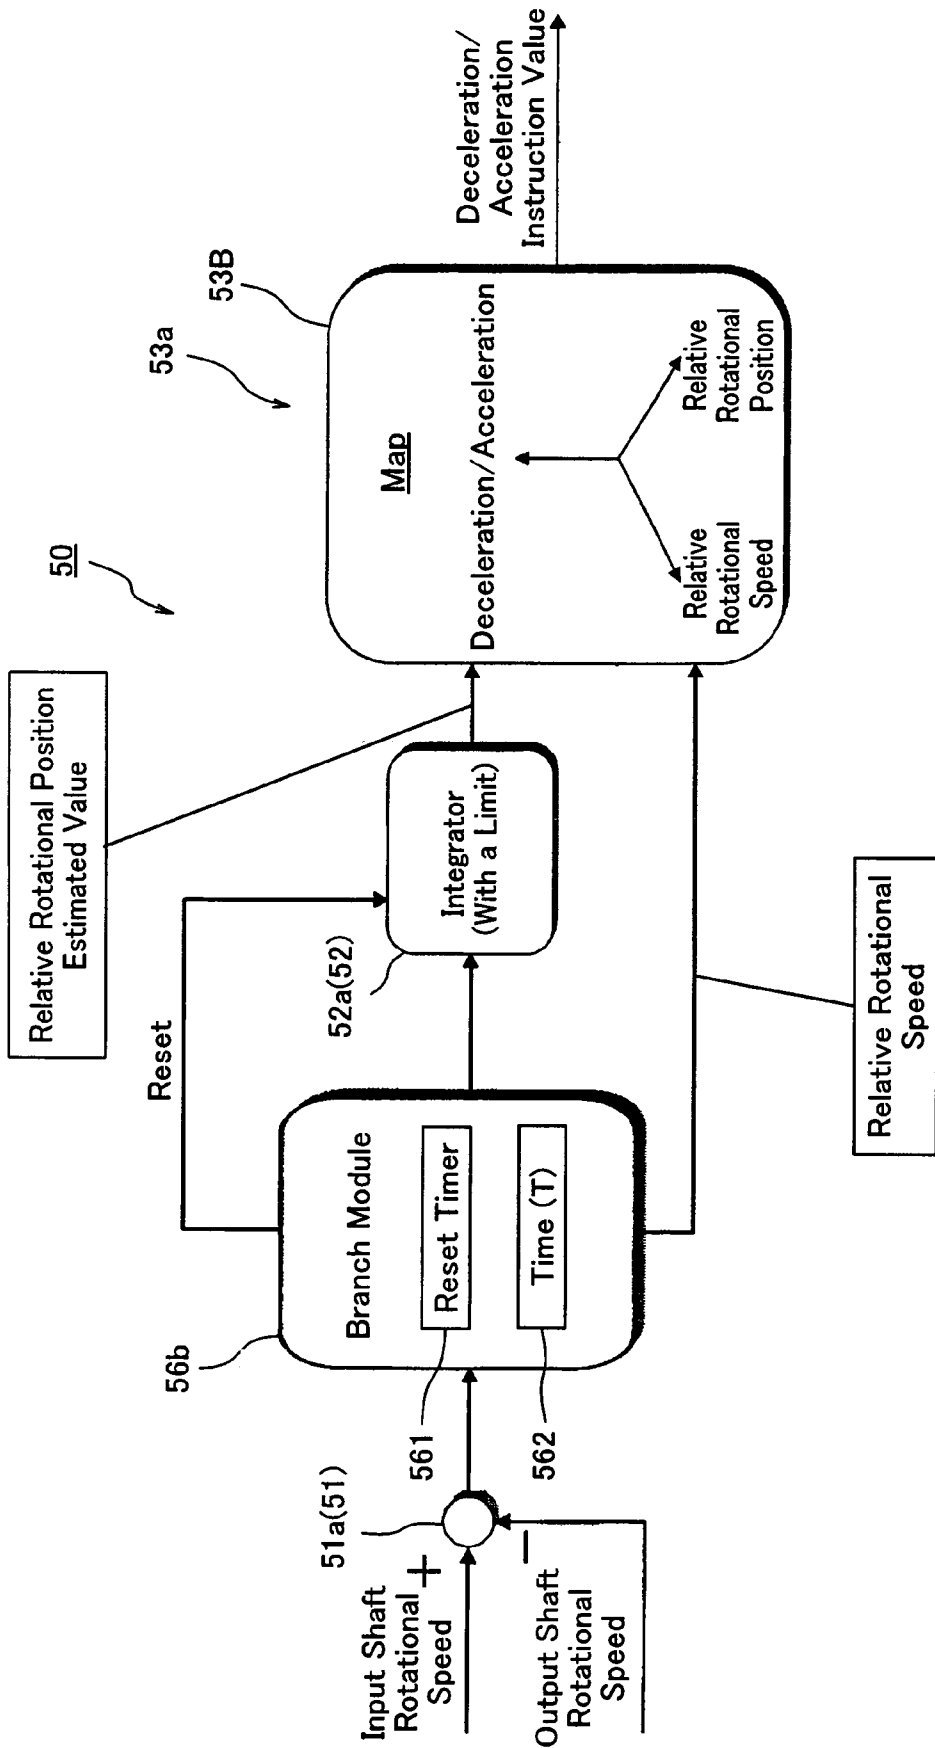 50
53a
53B
Relative Rotational Position
Estimated Value
Reset
56b
Branch Module
Reset Timer
Time (T)
561
562
52a(52)
Integrator
(With a Limit)
Map
Deceleration/Acceleration
Relative
Rotational
Speed
Relative
Rotational
Position
Deceleration/
Acceleration
Instruction Value
51a(51)
Input Shaft
Rotational
Speed
+
−
Output Shaft
Rotational
Speed
Relative Rotational
Speed